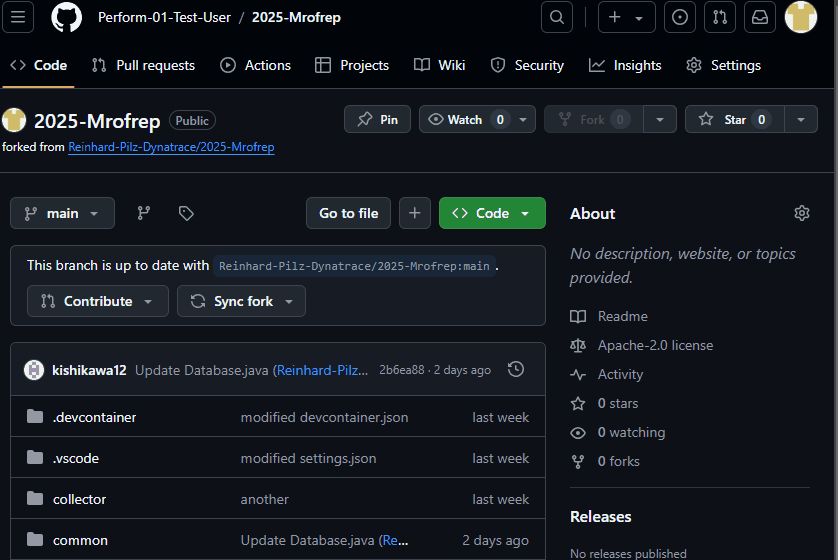 Perform-01-Test-User / 2025-Mrofrep
Code Pull requests Actions Projects Wiki Security Insights Settings
2025-Mrofrep Public Pin Watch 0 Fork 0 Star 0
forked from Reinhard-Pilz-Dynatrace/2025-Mrofrep
main Go to file + Code
This branch is up to date with Reinhard-Pilz-Dynatrace/2025-Mrofrep:main .
Contribute Sync fork
kishikawa12 Update Database.java (Reinhard-Pilz... 2b6ea88 · 2 days ago
.devcontainer modified devcontainer.json last week
.vscode modified settings.json last week
collector another last week
common Update Database.java (Re... 2 days ago
About
No description, website, or topics
provided.
Readme
Apache-2.0 license
Activity
0 stars
0 watching
0 forks
Releases
No releases published